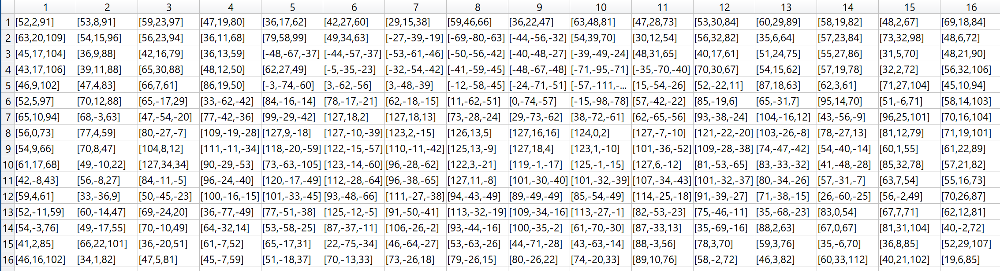 1 2 3 4 5 6 7 8 9 10 11 12 13 14 15 16
1 [52,2,91] [53,8,91] [59,23,97] [47,19,80] [36,17,62] [42,27,60] [29,15,38] [59,46,66] [36,22,47] [63,48,81] [47,28,73] [53,30,84] [60,29,89] [58,19,82] [48,2,67] [69,18,84]
2 [63,20,109] [54,15,96] [56,23,94] [36,11,68] [79,58,99] [49,34,63] [-27,-39,-19] [-69,-80,-63] [-44,-56,-32] [54,39,70] [30,12,54] [56,32,82] [35,6,64] [57,23,84] [73,32,98] [48,6,72]
3 [45,17,104] [36,9,88] [42,16,79] [36,13,59] [-48,-67,-37] [-44,-57,-37] [-53,-61,-46] [-50,-56,-42] [-40,-48,-27] [-39,-49,-24] [48,31,65] [40,17,61] [51,24,75] [55,27,86] [31,5,70] [48,21,90]
4 [43,17,106] [39,11,88] [65,30,88] [48,12,50] [62,27,49] [-5,-35,-23] [-32,-54,-42] [-41,-59,-45] [-48,-67,-48] [-71,-95,-71] [-35,-70,-40] [70,30,67] [54,15,62] [57,19,78] [32,2,72] [56,32,106]
5 [46,9,102] [47,4,83] [66,7,61] [86,19,50] [-3,-74,-60] [3,-62,-56] [3,-48,-39] [-12,-58,-45] [-24,-71,-51] [-57,-111,-... [15,-54,-26] [52,-22,11] [87,18,63] [62,3,61] [71,27,104] [45,10,94]
6 [52,5,97] [70,12,88] [65,-17,29] [33,-62,-42] [84,-16,-14] [78,-17,-21] [62,-18,-15] [11,-62,-51] [0,-74,-57] [-15,-98,-78] [57,-42,-22] [85,-19,6] [65,-31,7] [95,14,70] [51,-6,71] [58,14,103]
7 [65,10,94] [68,-3,63] [47,-54,-20] [77,-42,-36] [99,-29,-42] [127,18,2] [127,18,13] [73,-28,-24] [29,-73,-62] [38,-72,-61] [62,-65,-56] [93,-38,-24] [104,-16,12] [43,-56,-9] [96,25,101] [70,16,104]
8 [56,0,73] [77,4,59] [80,-27,-7] [109,-19,-28] [127,9,-18] [127,-10,-39] [123,2,-15] [126,13,5] [127,16,16] [124,0,2] [127,-7,-10] [121,-22,-20] [103,-26,-8] [78,-27,13] [81,12,79] [71,19,101]
9 [54,9,66] [70,8,47] [104,8,12] [111,-11,-34] [118,-20,-59] [122,-15,-57] [110,-11,-42] [125,13,-9] [127,18,4] [123,1,-10] [101,-36,-52] [109,-28,-38] [74,-47,-42] [54,-40,-14] [60,1,55] [61,22,89]
10 [61,17,68] [49,-10,22] [127,34,34] [90,-29,-53] [73,-63,-105] [123,-14,-60] [96,-28,-62] [122,3,-21] [119,-1,-17] [125,-1,-15] [127,6,-12] [81,-53,-65] [83,-33,-32] [41,-48,-28] [85,32,78] [57,21,82]
11 [42,-8,43] [56,-8,27] [84,-11,-5] [96,-24,-40] [120,-17,-49] [112,-28,-64] [96,-38,-65] [127,11,-8] [101,-30,-40] [101,-32,-39] [107,-34,-43] [101,-32,-37] [80,-34,-26] [57,-31,-7] [63,7,54] [55,16,73]
12 [59,4,61] [33,-36,9] [50,-45,-23] [100,-16,-15] [101,-33,-45] [93,-48,-66] [111,-27,-38] [94,-43,-49] [89,-49,-49] [85,-54,-49] [114,-25,-18] [91,-39,-27] [71,-38,-15] [26,-60,-25] [56,-2,49] [70,26,87]
13 [52,-11,59] [60,-14,47] [69,-24,20] [36,-77,-49] [77,-51,-38] [125,-12,-5] [91,-50,-41] [113,-32,-19] [109,-34,-16] [113,-27,-1] [82,-53,-23] [75,-46,-11] [35,-68,-23] [83,0,54] [67,7,71] [62,12,81]
14 [54,-3,76] [49,-17,55] [70,-10,49] [64,-32,14] [53,-58,-25] [87,-37,-11] [106,-26,-2] [93,-44,-16] [100,-35,-2] [61,-70,-30] [87,-33,13] [35,-69,-16] [88,2,63] [67,0,67] [81,31,104] [40,-2,72]
15 [41,2,85] [66,22,101] [36,-20,51] [61,-7,52] [65,-17,31] [22,-75,-34] [46,-64,-27] [53,-63,-26] [44,-71,-28] [43,-63,-14] [88,-3,56] [78,3,70] [59,3,76] [35,-6,70] [36,8,85] [52,29,107]
16 [46,16,102] [34,1,82] [47,5,81] [45,-7,59] [51,-18,37] [70,-13,33] [73,-26,18] [79,-26,15] [80,-26,22] [74,-20,33] [89,10,76] [58,-2,72] [46,3,82] [60,33,112] [40,21,102] [19,6,85]